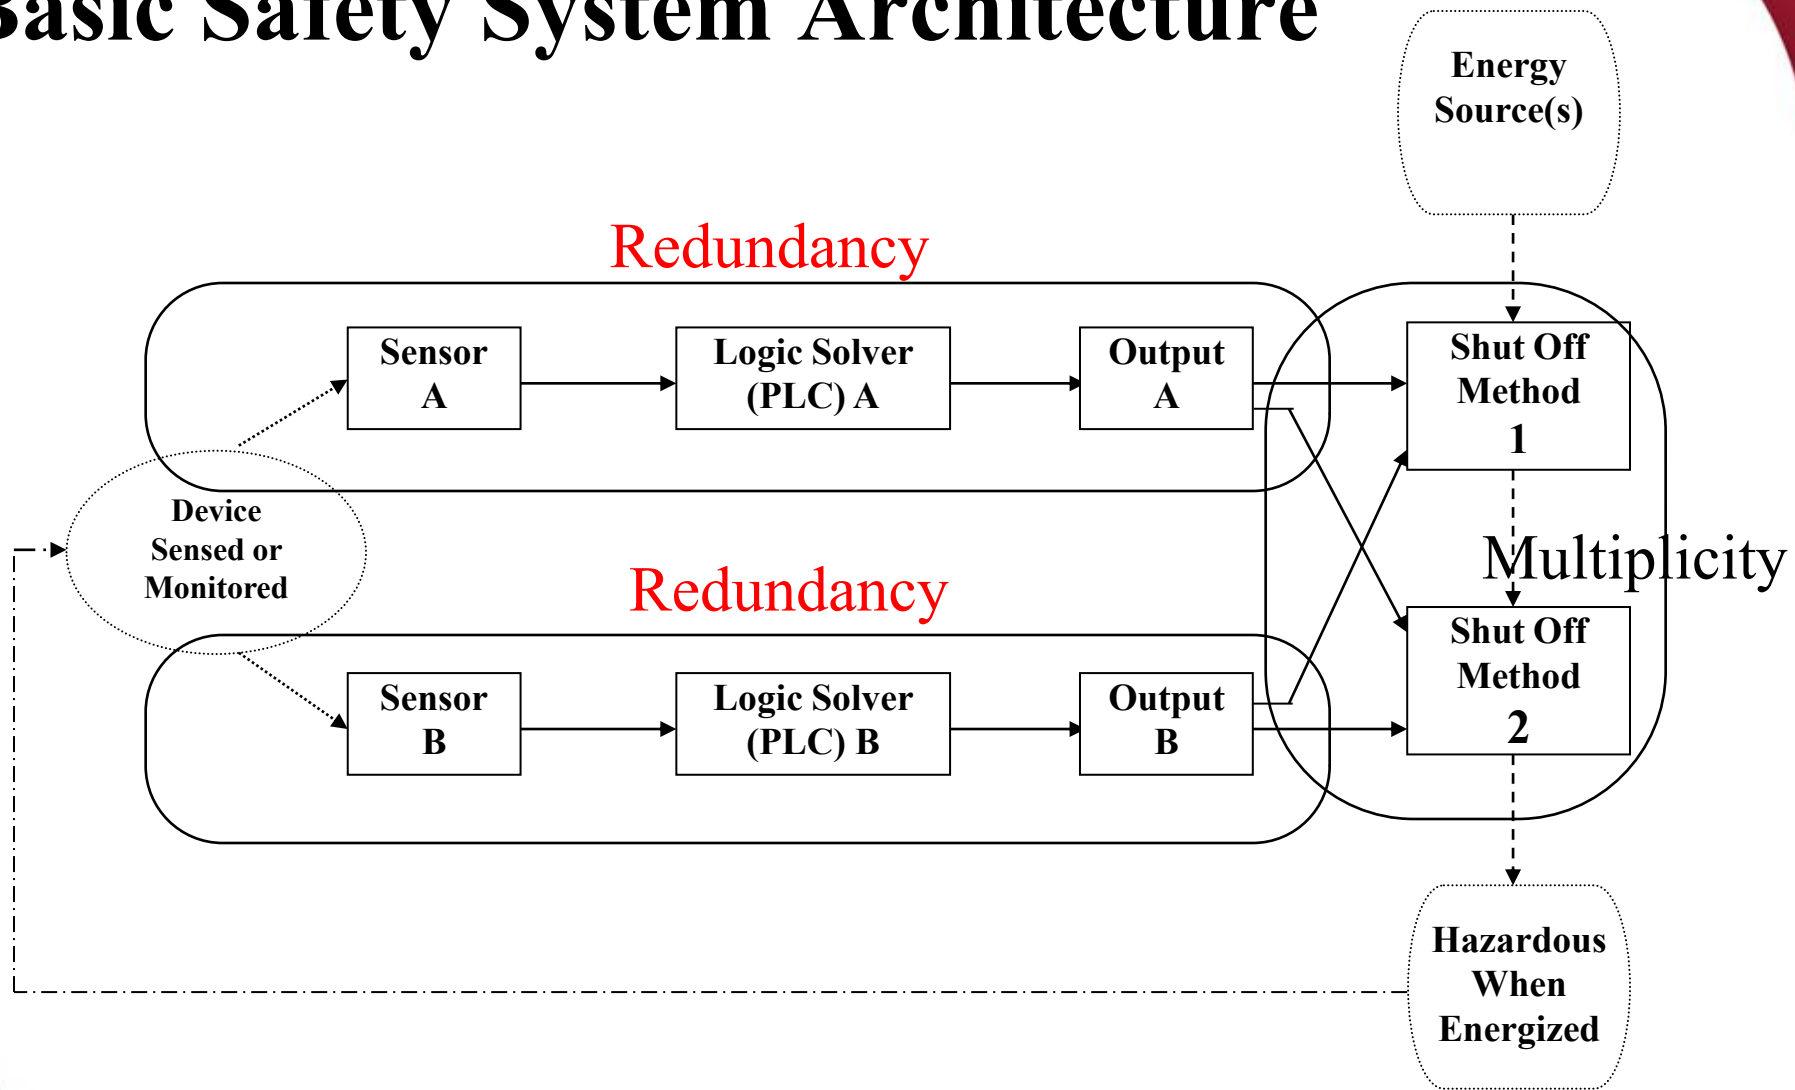 Basic Safety System Architecture
Energy
Source(s)
Redundancy
Sensor
A
Logic Solver
(PLC) A
Output
A
Shut Off
Method
1
Device
Sensed or
Monitored
Multiplicity
Redundancy
Sensor
B
Logic Solver
(PLC) B
Output
B
Shut Off
Method
2
Hazardous
When
Energized